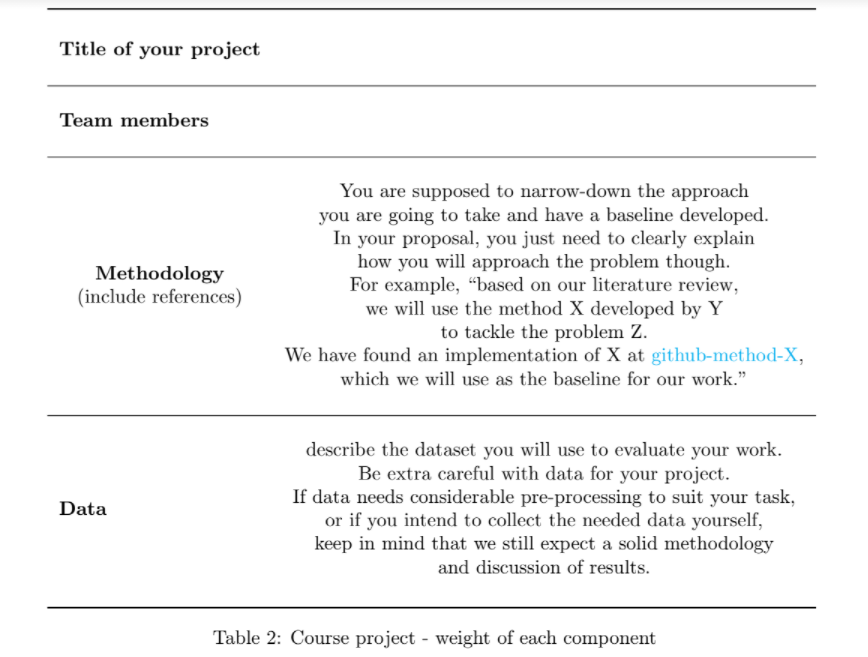 Title of your project
Team members
Methodology
(include references)
You are supposed to narrow-down the approach
you are going to take and have a baseline developed.
In your proposal, you just need to clearly explain
how you will approach the problem though.
For example, “based on our literature review,
we will use the method X developed by Y
to tackle the problem Z.
We have found an implementation of X at github-method-X,
which we will use as the baseline for our work.”
Data
describe the dataset you will use to evaluate your work.
Be extra careful with data for your project.
If data needs considerable pre-processing to suit your task,
or if you intend to collect the needed data yourself,
keep in mind that we still expect a solid methodology
and discussion of results.
Table 2: Course project - weight of each component